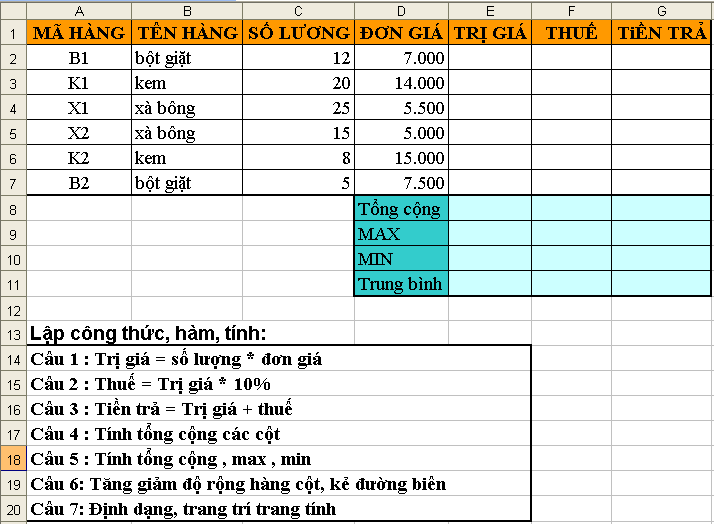 A B C D E F G
1 MÃ HÀNG TÊN HÀNG SỐ LƯƠNG ĐƠN GIÁ TRỊ GIÁ THUẾ TIỀN TRẢ
2 B1 bột giặt 12 7.000
3 K1 kem 20 14.000
4 X1 xà bông 25 5.500
5 X2 xà bông 15 5.000
6 K2 kem 8 15.000
7 B2 bột giặt 5 7.500
8 Tổng cộng
9 MAX
10 MIN
11 Trung bình
12
13 Lập công thức, hàm, tính:
14 Câu 1 : Trị giá = số lượng * đơn giá
15 Câu 2 : Thuế = Trị giá * 10%
16 Câu 3 : Tiền trả = Trị giá + thuế
17 Câu 4 : Tính tổng cộng các cột
18 Câu 5 : Tính tổng cộng , max , min
19 Câu 6: Tăng giảm độ rộng hàng cột, kẻ đường biên
20 Câu 7: Định dạng, trang trí trang tính